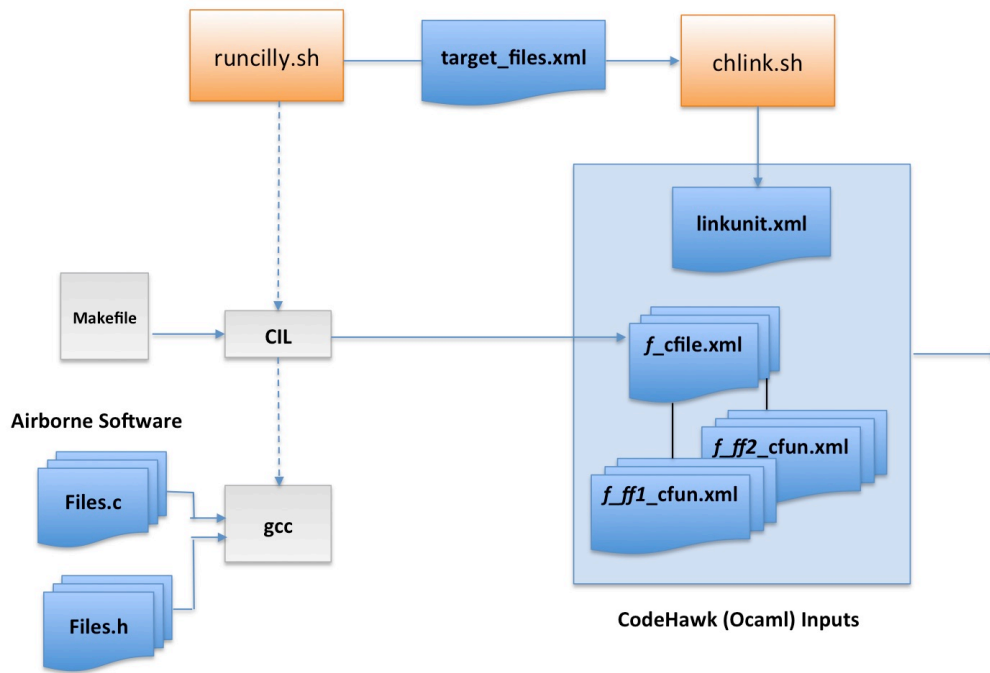 runcilly.sh
target_files.xml
chlink.sh
linkunit.xml
Makefile
CIL
f_cfile.xml
Airborne Software
f_ff2_cfun.xml
Files.c
f_ff1_cfun.xml
gcc
Files.h
CodeHawk (Ocaml) Inputs